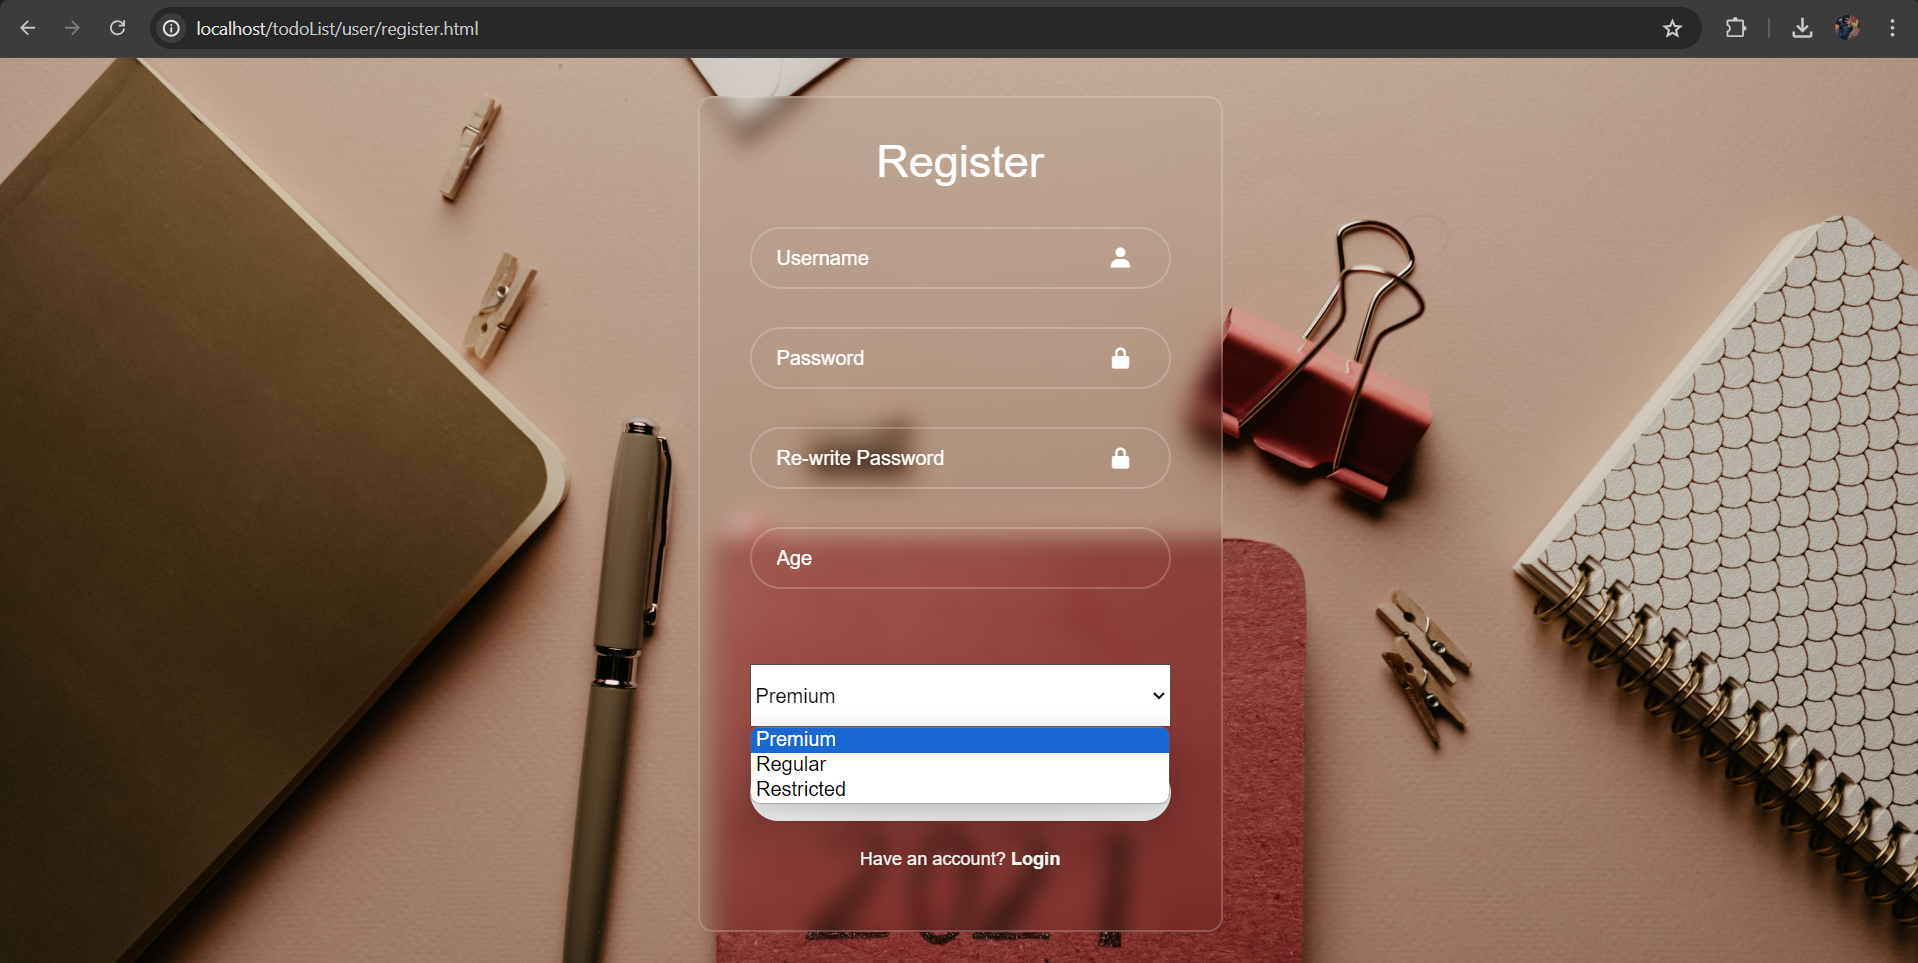 localhost/todoList/user/register.html
Register
Username
Password
Re-write Password
Age
Premium
Premium
Regular
Restricted
Have an account? Login
2021